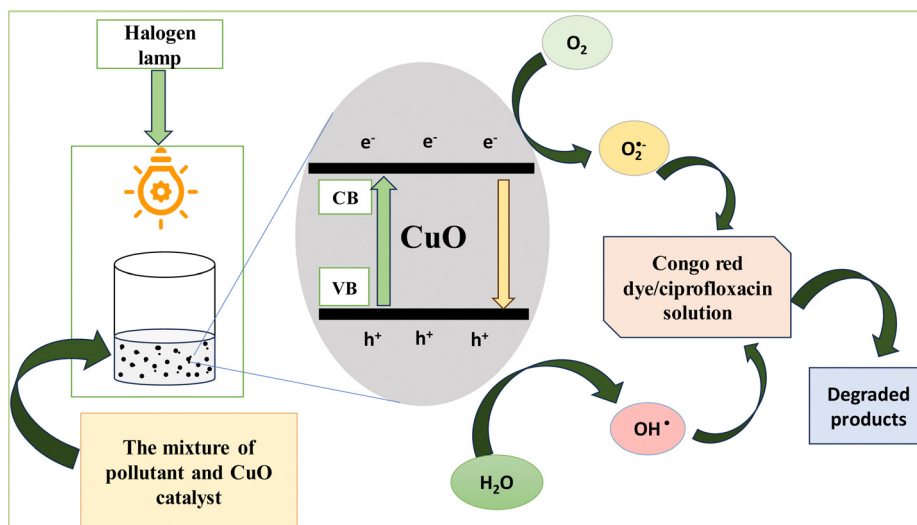 Halogen
lamp
O₂
e⁻ e⁻ e⁻
O₂•⁻
CB
CuO
VB
Congo red
dye/ciprofloxacin
solution
h⁺ h⁺ h⁺
Degraded
products
OH•
The mixture of
pollutant and CuO
catalyst
H₂O